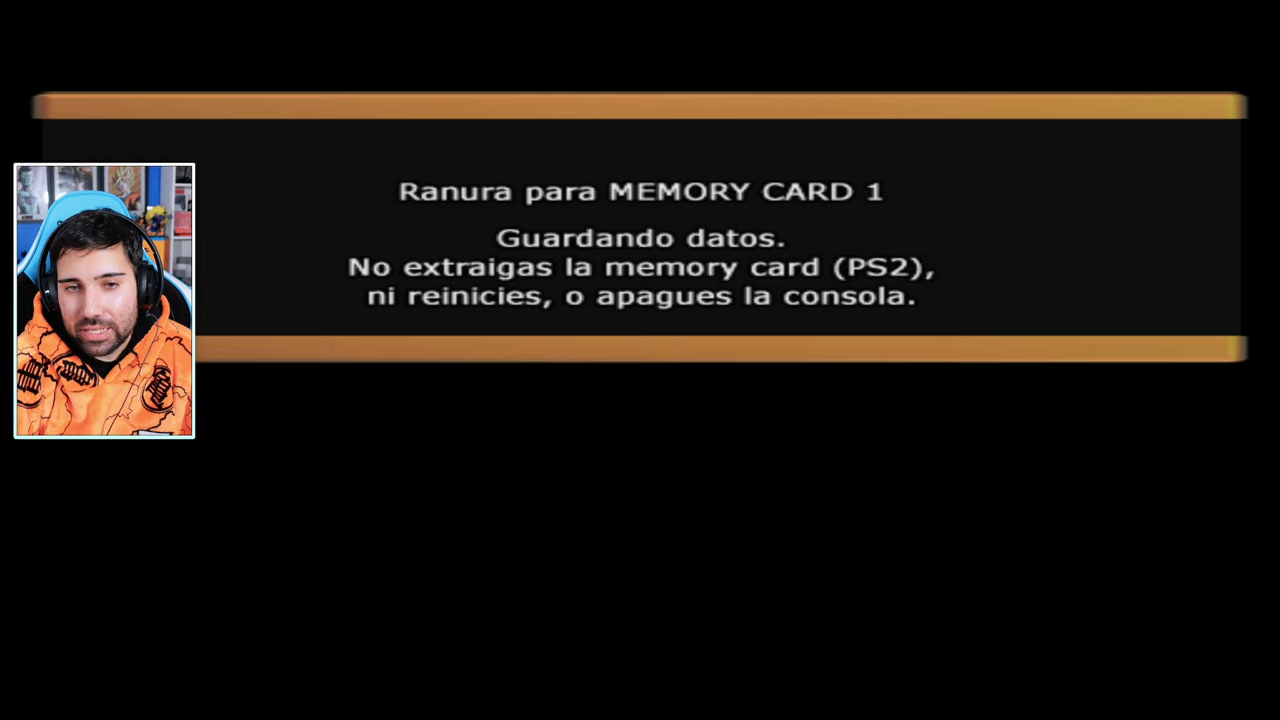 Ranura para MEMORY CARD 1
Guardando datos.
No extraigas la memory card (PS2),
ni reinicies, o apagues la consola.